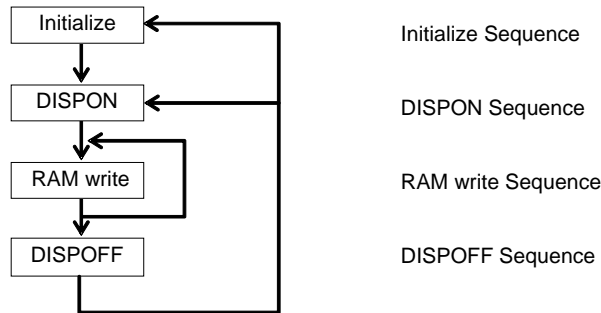 Initialize
Initialize Sequence
DISPON
DISPON Sequence
RAM write
RAM write Sequence
DISPOFF
DISPOFF Sequence